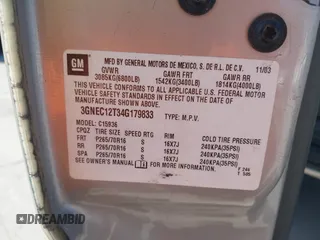 GM
MFD BY GENERAL MOTORS DE MEXICO, S. DE R.L. DE C.V.
11/03
GVWR GAWR FRT GAWR RR
3085KG(6800LB) 1542KG(3400LB) 1814KG(4000LB)
THIS VEHICLE CONFORMS TO ALL APPLICABLE U.S. FEDERAL MOTOR
VEHICLE SAFETY STANDARDS IN EFFECT ON THE DATE OF
MANUFACTURE SHOWN ABOVE.
3GNEC12T34G179833 TYPE: M.P.V.
MODEL: C15936
TIRE SIZE SPEED RTG RIM COLD TIRE PRESSURE
FRT P265/70R16 S 16X7J 240KPA(35PSI)
RR P265/70R16 S 16X7J 240KPA(35PSI)
SPA P265/70R16 S 16X7J 240KPA(35PSI)
SEE OWNER'S MANUAL INFORMATION
DREAMBID